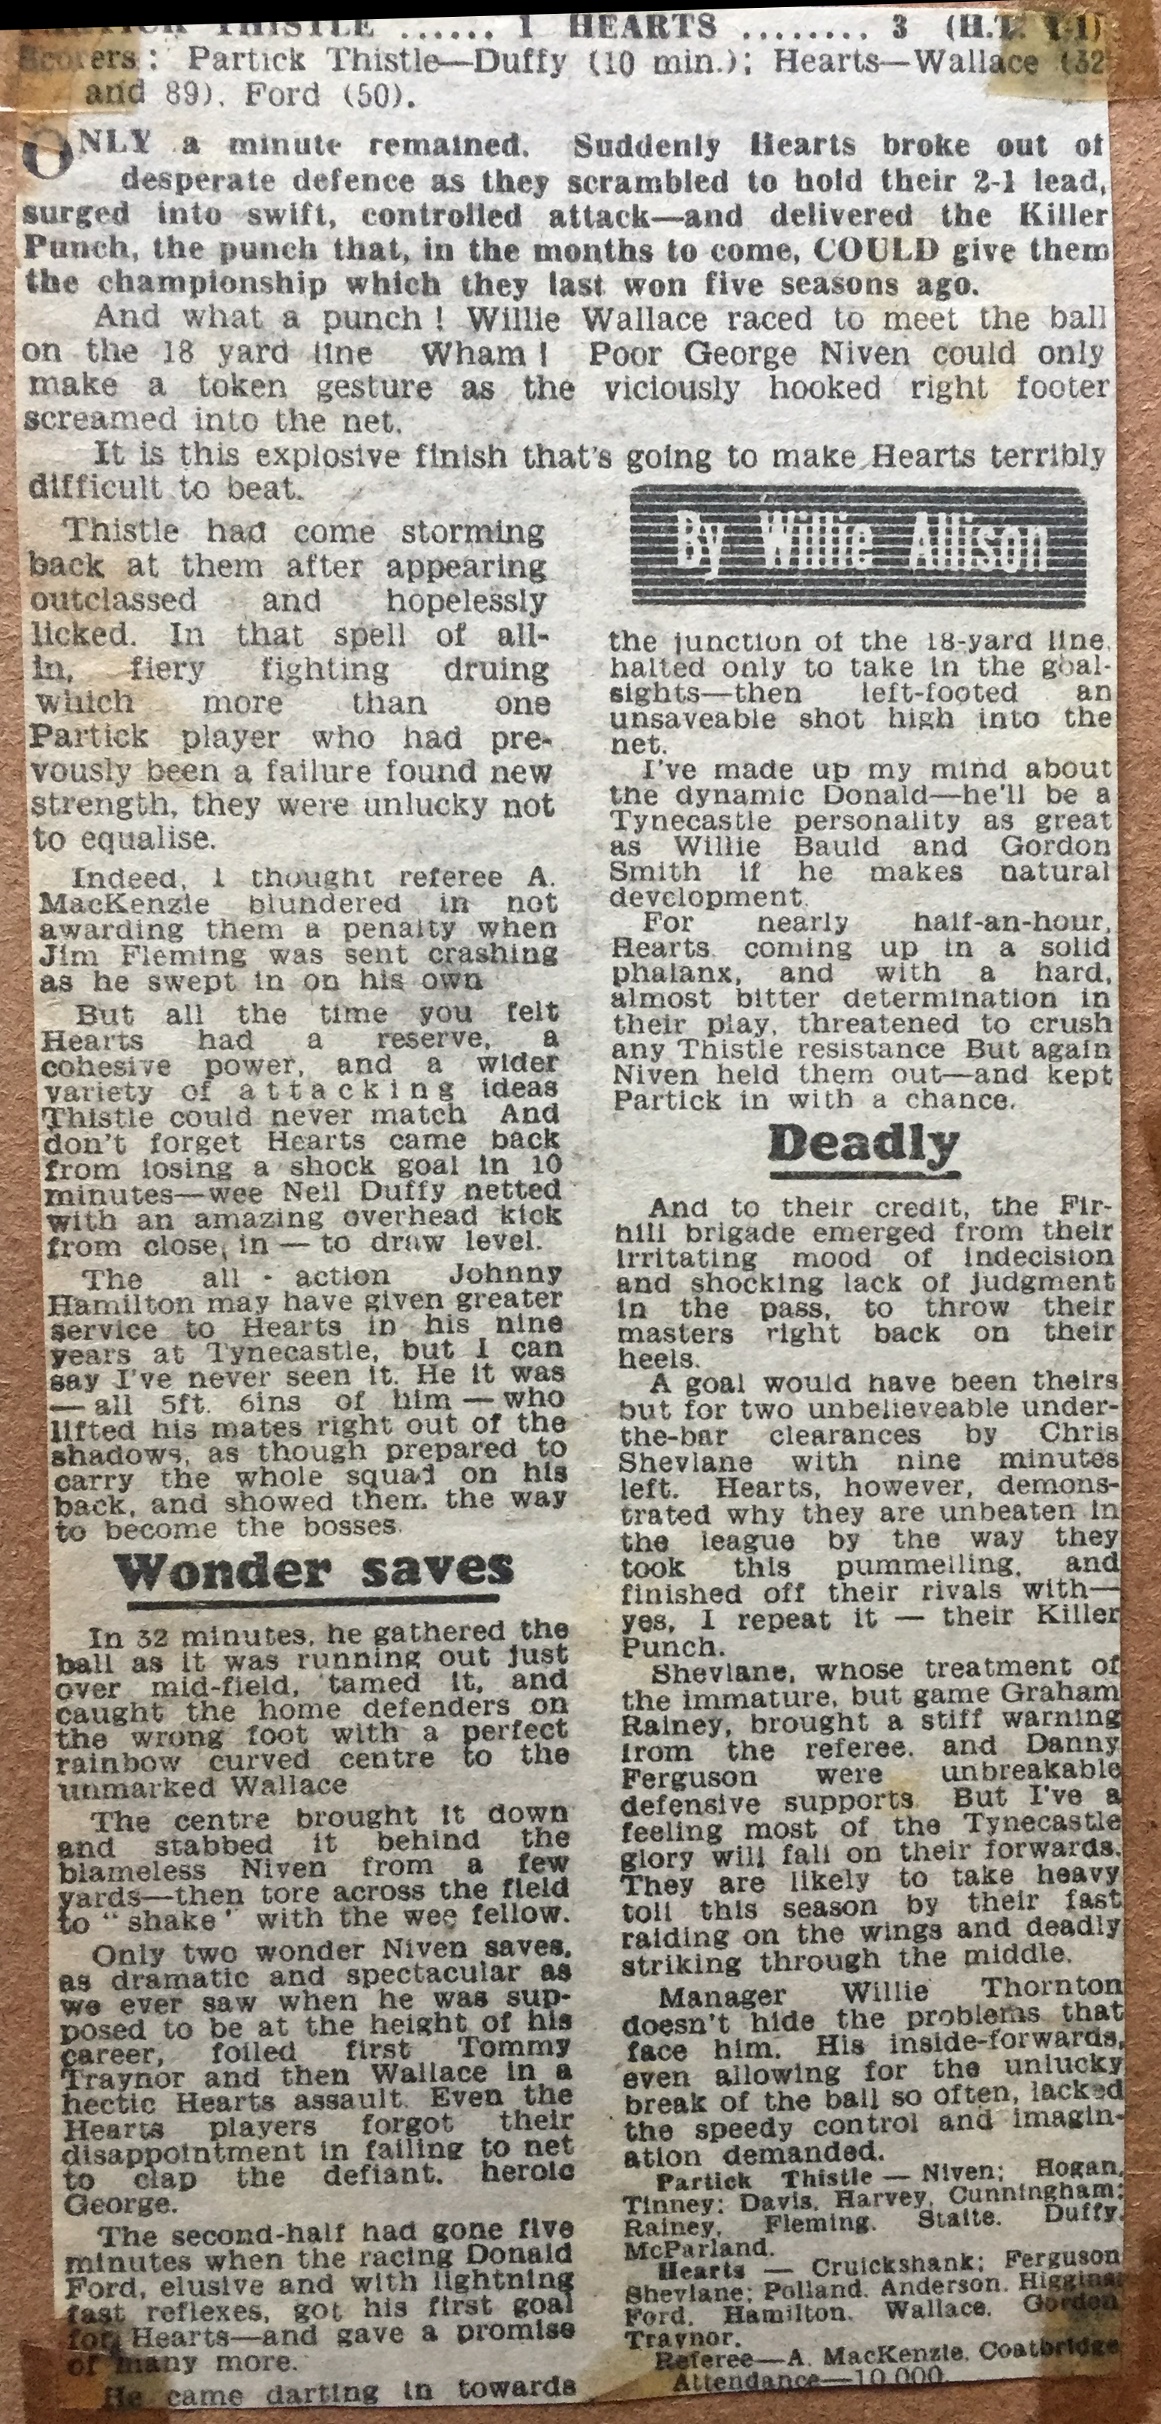 THISTLE ...... 1 HEARTS ........ 3 (H.T. 1-1)
Scorers: Partick Thistle—Duffy (10 min.); Hearts—Wallace (32
and 89), Ford (50).
ONLY a minute remained. Suddenly Hearts broke out of
desperate defence as they scrambled to hold their 2-1 lead,
surged into swift, controlled attack—and delivered the Killer
Punch, the punch that, in the months to come, COULD give them
the championship which they last won five seasons ago.
And what a punch! Willie Wallace raced to meet the ball
on the 18 yard line Wham! Poor George Niven could only
make a token gesture as the viciously hooked right footer
screamed into the net.
It is this explosive finish that's going to make Hearts terribly
difficult to beat.
Thistle had come storming
back at them after appearing
outclassed and hopelessly
licked. In that spell of all-
in, fiery fighting druing
which more than one
Partick player who had pre-
vously been a failure found new
strength, they were unlucky not
to equalise.
Indeed, I thought referee A.
MacKenzie blundered in not
awarding them a penalty when
Jim Fleming was sent crashing
as he swept in on his own
But all the time you felt
Hearts had a reserve, a
cohesive power, and a wider
variety of attacking ideas
Thistle could never match And
don't forget Hearts came back
from losing a shock goal in 10
minutes—wee Neil Duffy netted
with an amazing overhead kick
from close in — to draw level.
The all - action Johnny
Hamilton may have given greater
service to Hearts in his nine
years at Tynecastle, but I can
say I've never seen it. He it was
— all 5ft. 6ins of him — who
lifted his mates right out of the
shadows, as though prepared to
carry the whole squad on his
back, and showed them the way
to become the bosses.
Wonder saves
In 32 minutes, he gathered the
ball as it was running out just
over mid-field, tamed it, and
caught the home defenders on
the wrong foot with a perfect
rainbow curved centre to the
unmarked Wallace
The centre brought it down
and stabbed it behind the
blameless Niven from a few
yards—then tore across the field
to "shake" with the wee fellow.
Only two wonder Niven saves,
as dramatic and spectacular as
we ever saw when he was sup-
posed to be at the height of his
career, foiled first Tommy
Traynor and then Wallace in a
hectic Hearts assault. Even the
Hearts players forgot their
disappointment in failing to net
to clap the defiant, heroic
George.
The second-half had gone five
minutes when the racing Donald
Ford, elusive and with lightning
fast reflexes, got his first goal
for Hearts—and gave a promise
of many more.
He came darting in towards
By Willie Allison
the junction of the 18-yard line,
halted only to take in the goal-
sights—then left-footed an
unsaveable shot high into the
net.
I've made up my mind about
the dynamic Donald—he'll be a
Tynecastle personality as great
as Willie Bauld and Gordon
Smith if he makes natural
development.
For nearly half-an-hour,
Hearts coming up in a solid
phalanx, and with a hard,
almost bitter determination in
their play, threatened to crush
any Thistle resistance But again
Niven held them out—and kept
Partick in with a chance.
Deadly
And to their credit, the Fir-
hill brigade emerged from their
irritating mood of indecision
and shocking lack of judgment
in the pass, to throw their
masters right back on their
heels.
A goal would have been theirs
but for two unbelieveable under-
the-bar clearances by Chris
Shevlane with nine minutes
left. Hearts, however, demons-
trated why they are unbeaten in
the league by the way they
took this pummelling, and
finished off their rivals with—
yes, I repeat it — their Killer
Punch.
Shevlane, whose treatment of
the immature, but game Graham
Rainey, brought a stiff warning
from the referee, and Danny
Ferguson were unbreakable
defensive supports. But I've a
feeling most of the Tynecastle
glory will fall on their forwards.
They are likely to take heavy
toll this season by their fast
raiding on the wings and deadly
striking through the middle.
Manager Willie Thornton
doesn't hide the problems that
face him. His inside-forwards,
even allowing for the unlucky
break of the ball so often, lacked
the speedy control and imagin-
ation demanded.
Partick Thistle — Niven; Hogan,
Tinney; Davis, Harvey, Cunningham;
Rainey, Fleming, Staite, Duffy,
McParland.
Hearts — Cruickshank; Ferguson
Shevlane; Polland, Anderson, Higgins;
Ford, Hamilton, Wallace, Gordon,
Traynor.
Referee—A. MacKenzie, Coatbridge
Attendance—10,000.